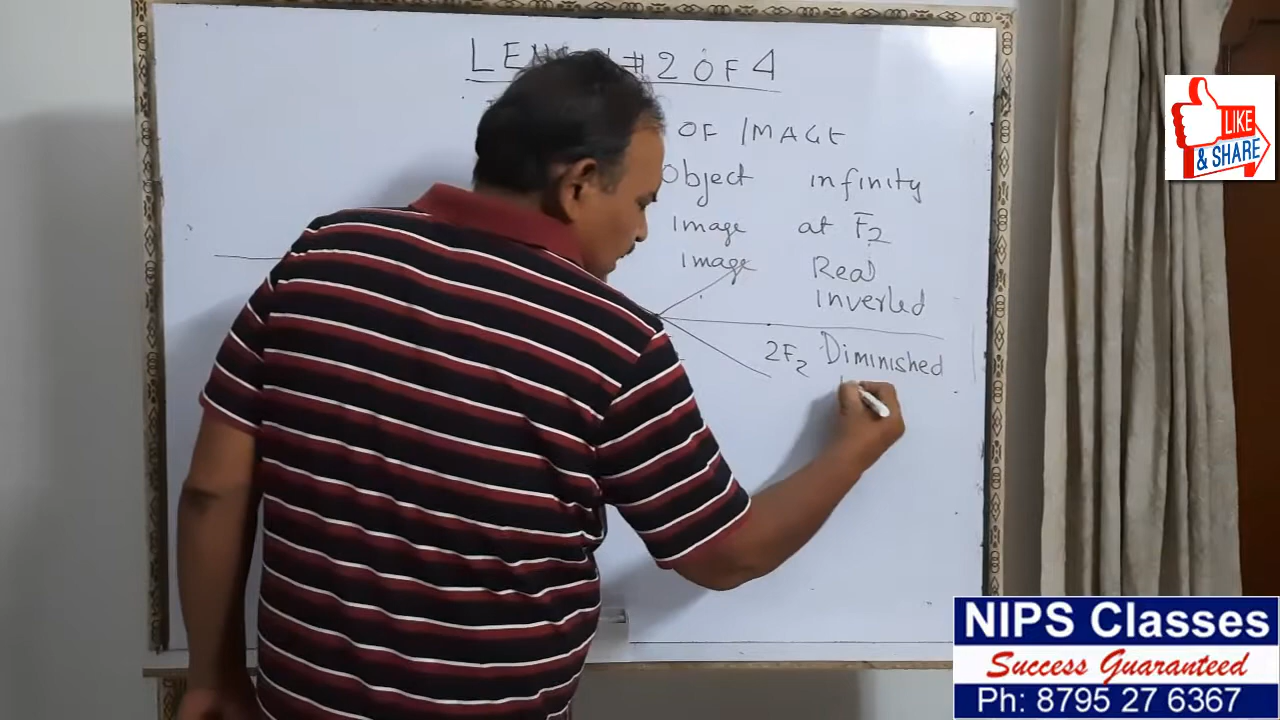 # 2 OF 4
OF IMAGE
Object infinity
Image at F2
Image Real
inverted
2F2 Diminished
LIKE
& SHARE
NIPS Classes
Success Guaranteed
Ph: 8795 27 6367